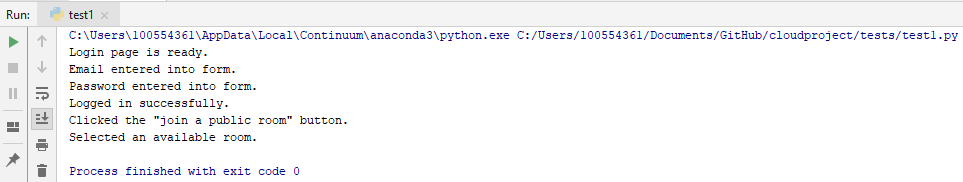 Run: test1
C:\Users\100554361\AppData\Local\Continuum\anaconda3\python.exe C:/Users/100554361/Documents/GitHub/cloudproject/tests/test1.py
Login page is ready.
Email entered into form.
Password entered into form.
Logged in successfully.
Clicked the "join a public room" button.
Selected an available room.
Process finished with exit code 0